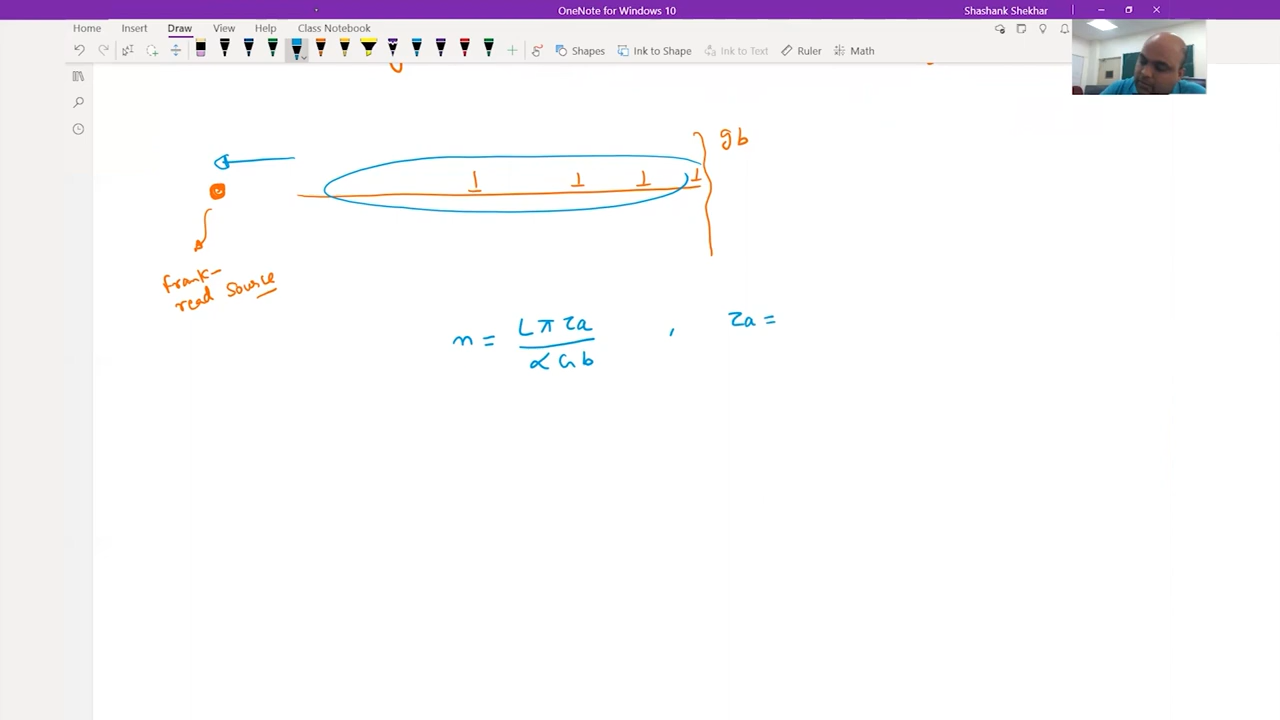 OneNote for Windows 10
Shashank Shekhar
Home Insert Draw View Help Class Notebook
Shapes Ink to Shape Ink to Text Ruler Math
gb
frank-
read source
n = Lπτa / αGb , τa =